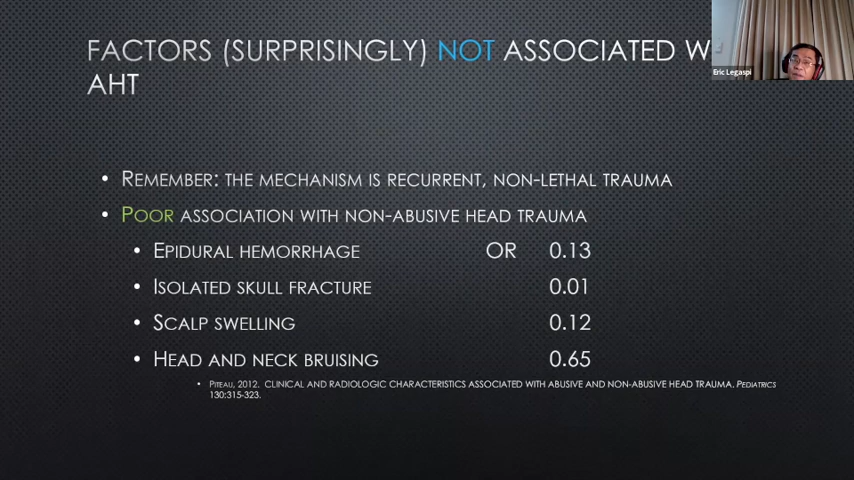 FACTORS (SURPRISINGLY) NOT ASSOCIATED W
AHT
Eric Legaspi
• REMEMBER: THE MECHANISM IS RECURRENT, NON-LETHAL TRAUMA
• POOR ASSOCIATION WITH NON-ABUSIVE HEAD TRAUMA
• EPIDURAL HEMORRHAGE OR 0.13
• ISOLATED SKULL FRACTURE 0.01
• SCALP SWELLING 0.12
• HEAD AND NECK BRUISING 0.65
• PITEAU, 2012. CLINICAL AND RADIOLOGIC CHARACTERISTICS ASSOCIATED WITH ABUSIVE AND NON-ABUSIVE HEAD TRAUMA. PEDIATRICS
130:315-323.